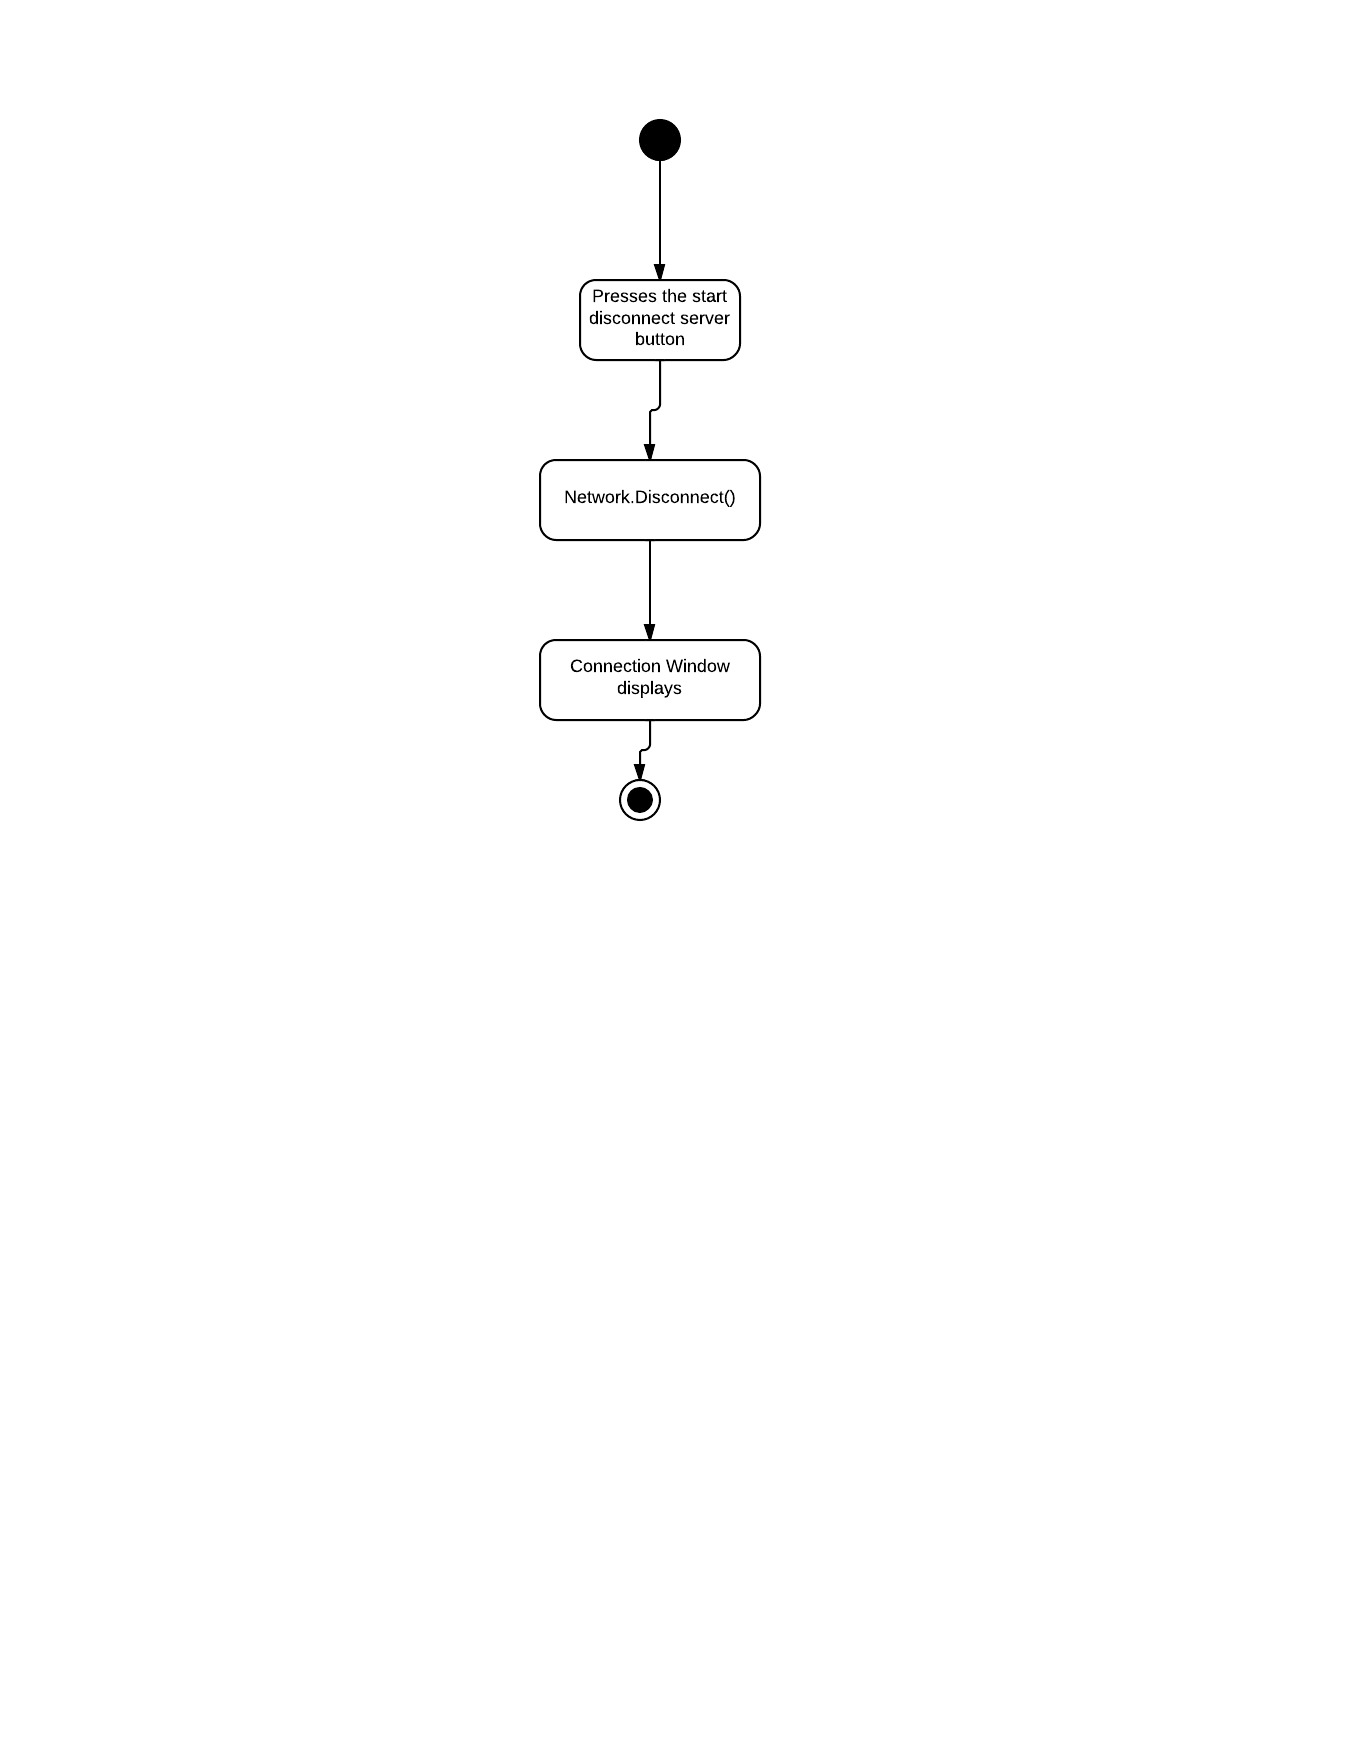 Presses the start
disconnect server
button
Network.Disconnect()
Connection Window
displays